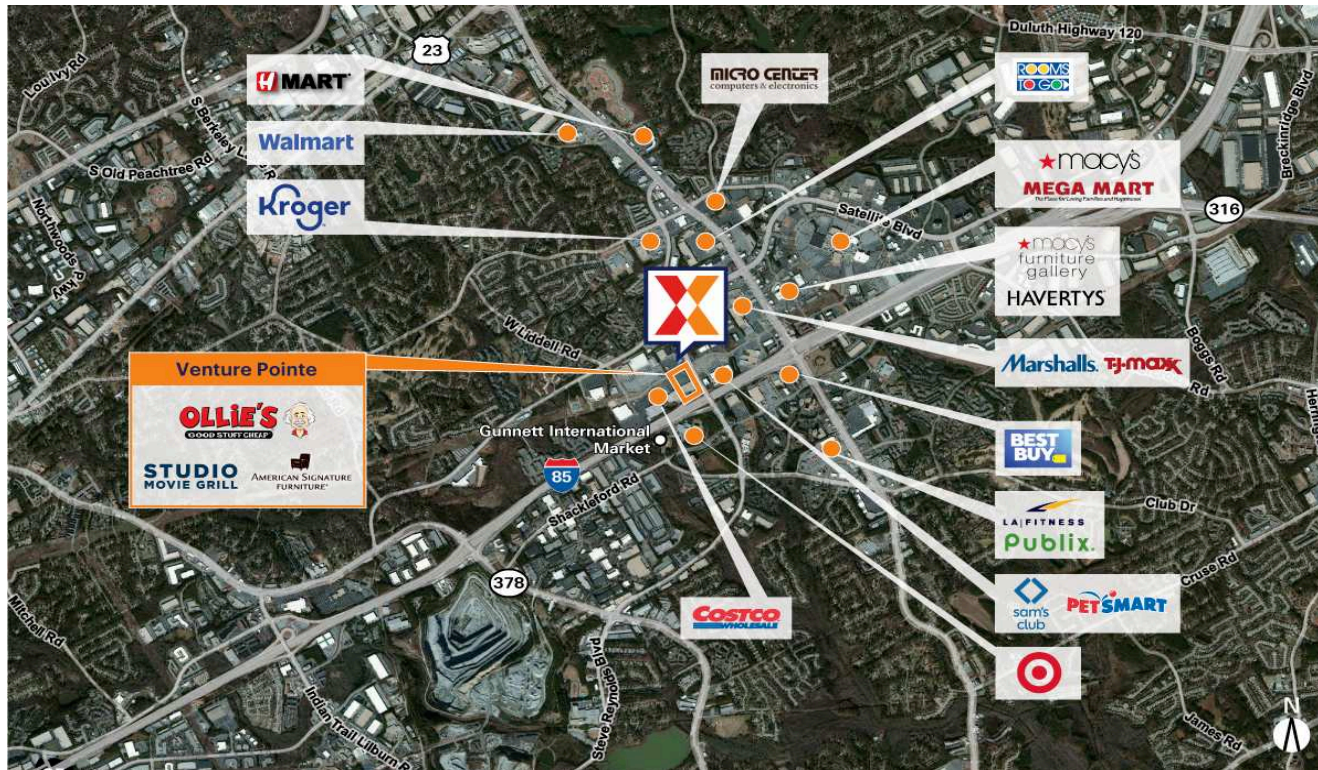 Duluth Highway 120
23
Lou Ivy Rd
H MART
MICRO CENTER
computers & electronics
ROOMS
TO GO
Breckinridge Blvd
Walmart
S Old Peachtree Rd
Kroger
Northwoods Pkwy
macy's
MEGA MART
Satellite Blvd
316
macy's
furniture
gallery
HAVERTYS
W Liddell Rd
Boggs Rd
Marshalls. T.J.maxx
Rd
Venture Pointe
OLLiE'S
GOOD STUFF CHEAP
STUDIO
MOVIE GRILL
AMERICAN SIGNATURE
FURNITURE
Gunnett International
Market
BEST
BUY
85
Shackleford Rd
LA|FITNESS
Publix.
Club Dr
Cruse Rd
378
Mitchell Rd
COSTCO
WHOLESALE
sam's
club
PETSMART
Steve Reynolds Blvd
Indian Trail Lilburn R
James Rd
N